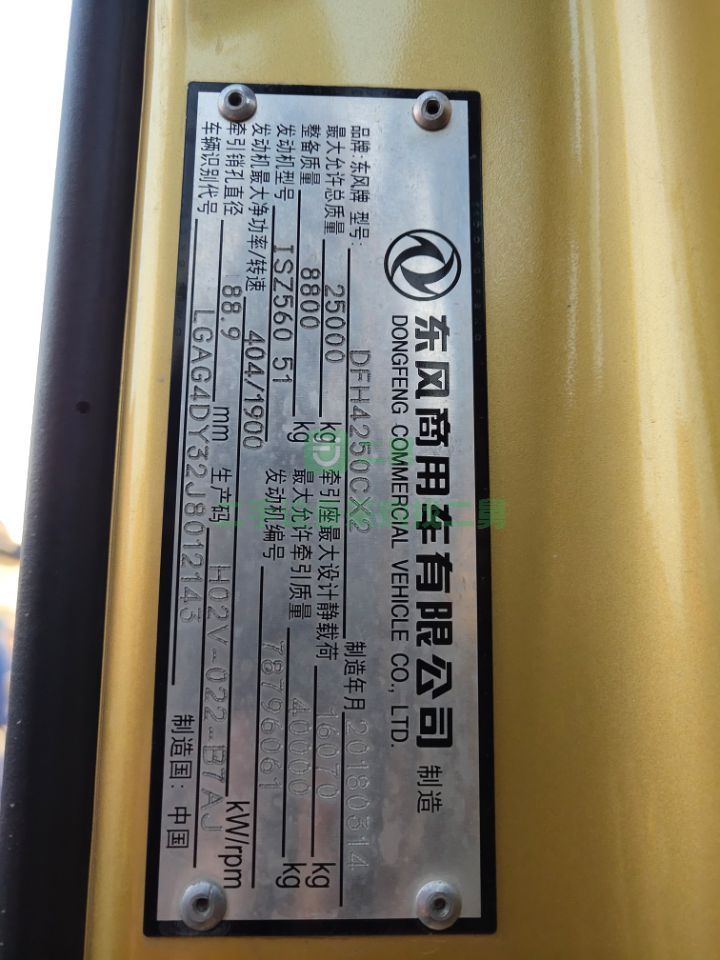 东风商用车有限公司 制造
DONGFENG COMMERCIAL VEHICLE CO., LTD.
品牌: 东风牌 型号: DFH4250CX2 制造年月 20180314
最大允许总质量 25000 kg 牵引座最大设计静载荷 16070 kg
整备质量 8800 kg 最大允许牵引质量 40000 kg
发动机型号 ISZ560 51 发动机编号 78796061
发动机最大净功率/转速 404/1900 kW/rpm
牵引销孔直径 88.9 mm 生产码 H02V-022-B7AJ
车辆识别代号 LGAG4DY32J8012143 制造国: 中国